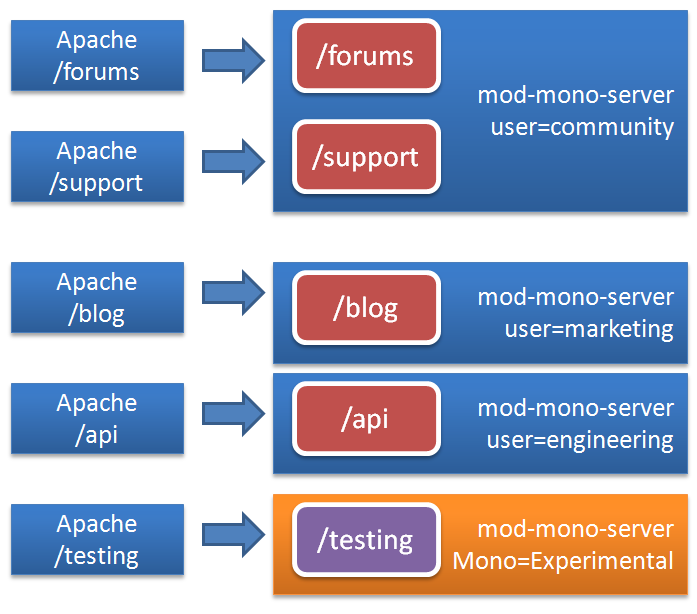 Apache
/forums
/forums
mod-mono-server
user=community
Apache
/support
/support
Apache
/blog
/blog
mod-mono-server
user=marketing
Apache
/api
/api
mod-mono-server
user=engineering
Apache
/testing
/testing
mod-mono-server
Mono=Experimental